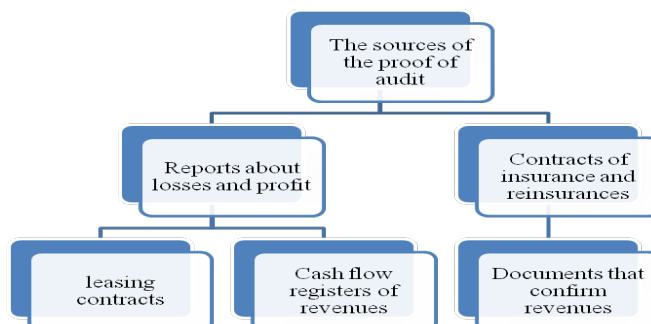 The sources of
the proof of
audit
Reports about
losses and profit
Contracts of
insurance and
reinsurances
leasing
contracts
Cash flow
registers of
revenues
Documents that
confirm
revenues